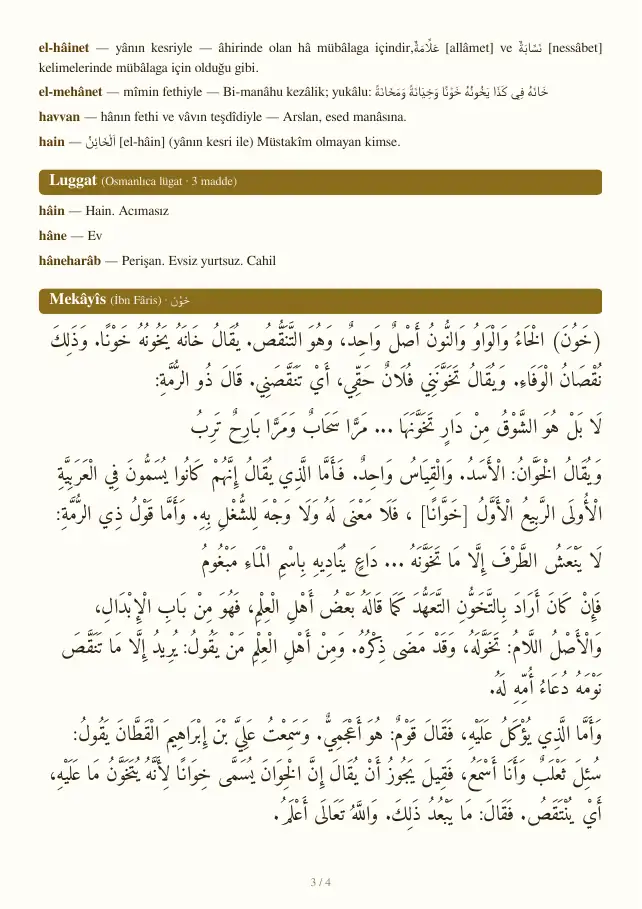 el-hâinet — yânın kesriyle — âhirinde olan hâ mübâlaga içindir,عَلَّامَةٌ [allâmet] ve نَسَّابَةٌ [nessâbet]
kelimelerinde mübâlaga için olduğu gibi.
el-mehânet — mîmin fethiyle — Bi-manâhu kezâlik; yukâlu: خَانَهُ فِي كَذَا يَخُونُهُ خَوْنًا وَخِيَانَةً وَمَخَانَةً
havvan — hânın fethi ve vâvın teşdîdiyle — Arslan, esed manâsına.
hain — اَلْخَائِنُ [el-hâin] (yânın kesri ile) Müstakîm olmayan kimse.
Luggat (Osmanlıca lügat · 3 madde)
hâin — Hain. Acımasız
hâne — Ev
hâneharâb — Perişan. Evsiz yurtsuz. Cahil
Mekâyîs (İbn Fâris) · خَوْن
(خَوَنَ) الْخَاءُ وَالْوَاوُ وَالنُّونُ أَصْلٌ وَاحِدٌ، وَهُوَ التَّنَقُّصُ. يُقَالُ خَانَهُ يَخُونُهُ خَوْنًا. وَذَلِكَ
نُقْصَانُ الْوَفَاءِ. وَيُقَالُ تَخَوَّنَنِي فُلَانٌ حَقِّي، أَيْ تَنَقَّصَنِي. قَالَ ذُو الرُّمَّةِ:
لَا بَلْ هُوَ الشَّوْقُ مِنْ دَارٍ تَخَوَّنَهَا ... مَرًّا سَحَابٌ وَمَرًّا بَارِحٌ تَرِبُ
وَيُقَالُ الْخَوَّانُ: الْأَسَدُ. وَالْقِيَاسُ وَاحِدٌ. فَأَمَّا الَّذِي يُقَالُ إِنَّهُمْ كَانُوا يُسَمُّونَ فِي الْعَرَبِيَّةِ
الْأُولَى الرَّبِيعَ الْأَوَّلَ [خَوَّانًا] ، فَلَا مَعْنَى لَهُ وَلَا وَجْهَ لِلشُّغْلِ بِهِ. وَأَمَّا قَوْلُ ذِي الرُّمَّةِ:
لَا يَنْعَشُ الطَّرْفَ إِلَّا مَا تَخَوَّنَهُ ... دَاعٍ يُنَادِيهِ بِاسْمِ الْمَاءِ مَبْغُومُ
فَإِنْ كَانَ أَرَادَ بِالتَّخَوُّنِ التَّعَهُّدَ كَمَا قَالَهُ بَعْضُ أَهْلِ الْعِلْمِ، فَهُوَ مِنْ بَابِ الْإِبْدَالِ،
وَالْأَصْلُ اللَّامُ: تَخَوَّلَهُ، وَقَدْ مَضَى ذِكْرُهُ. وَمِنْ أَهْلِ الْعِلْمِ مَنْ يَقُولُ: يُرِيدُ إِلَّا مَا تَنَقَّصَ
نَوْمَهُ دُعَاءُ أُمِّهِ لَهُ.
وَأَمَّا الَّذِي يُؤْكَلُ عَلَيْهِ، فَقَالَ قَوْمٌ: هُوَ أَعْجَمِيٌّ. وَسَمِعْتُ عَلِيَّ بْنَ إِبْرَاهِيمَ الْقَطَّانَ يَقُولُ:
سُئِلَ ثَعْلَبٌ وَأَنَا أَسْمَعُ، فَقِيلَ يَجُوزُ أَنْ يُقَالَ إِنَّ الْخِوَانَ يُسَمَّى خِوَانًا لِأَنَّهُ يُتَخَوَّنُ مَا عَلَيْهِ،
أَيْ يُنْتَقَصُ. فَقَالَ: مَا يَبْعُدُ ذَلِكَ. وَاللَّهُ تَعَالَى أَعْلَمُ.
3 / 4